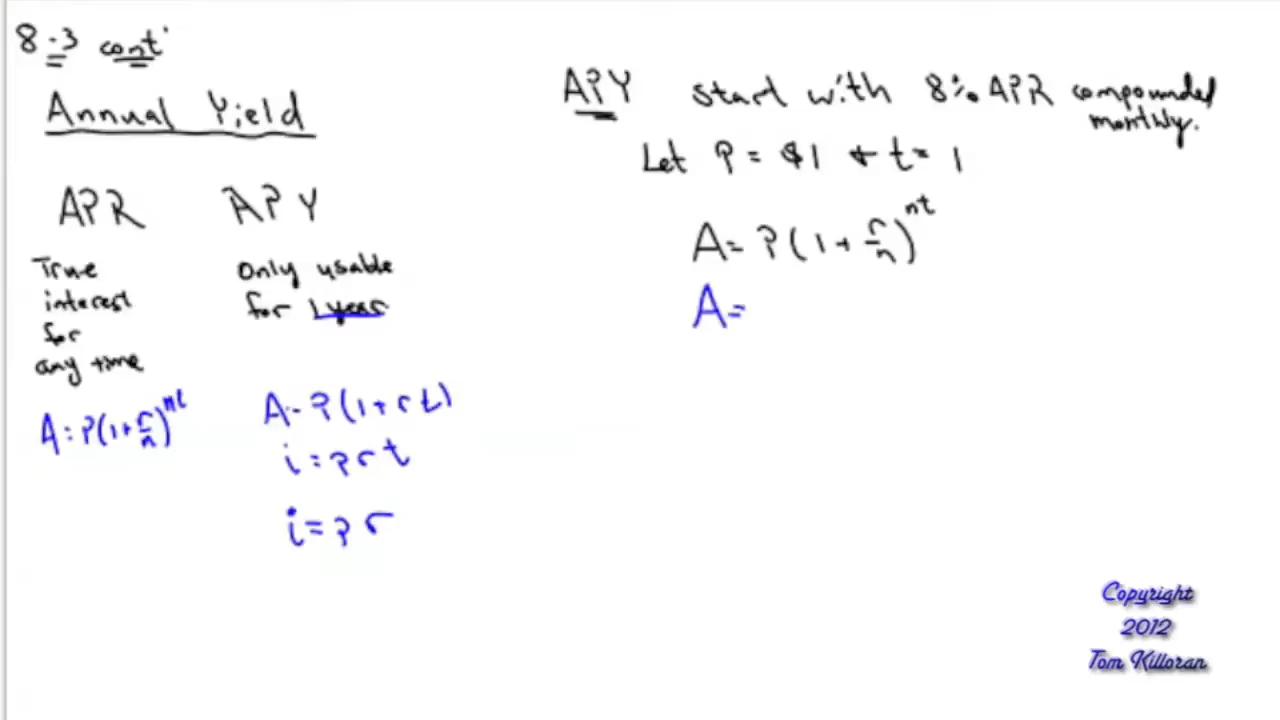 8.3 cont'
Annual Yield
APR APY
True
interest
for
any time
A=P(1+r/n)^nt
Only usable
for 1 year
A=P(1+rt)
i=prt
i=pr
APY start with 8% APR compounded
monthly.
Let P=$1 + t=1
A=P(1+r/n)^nt
A=
Copyright
2012
Tom Killoran